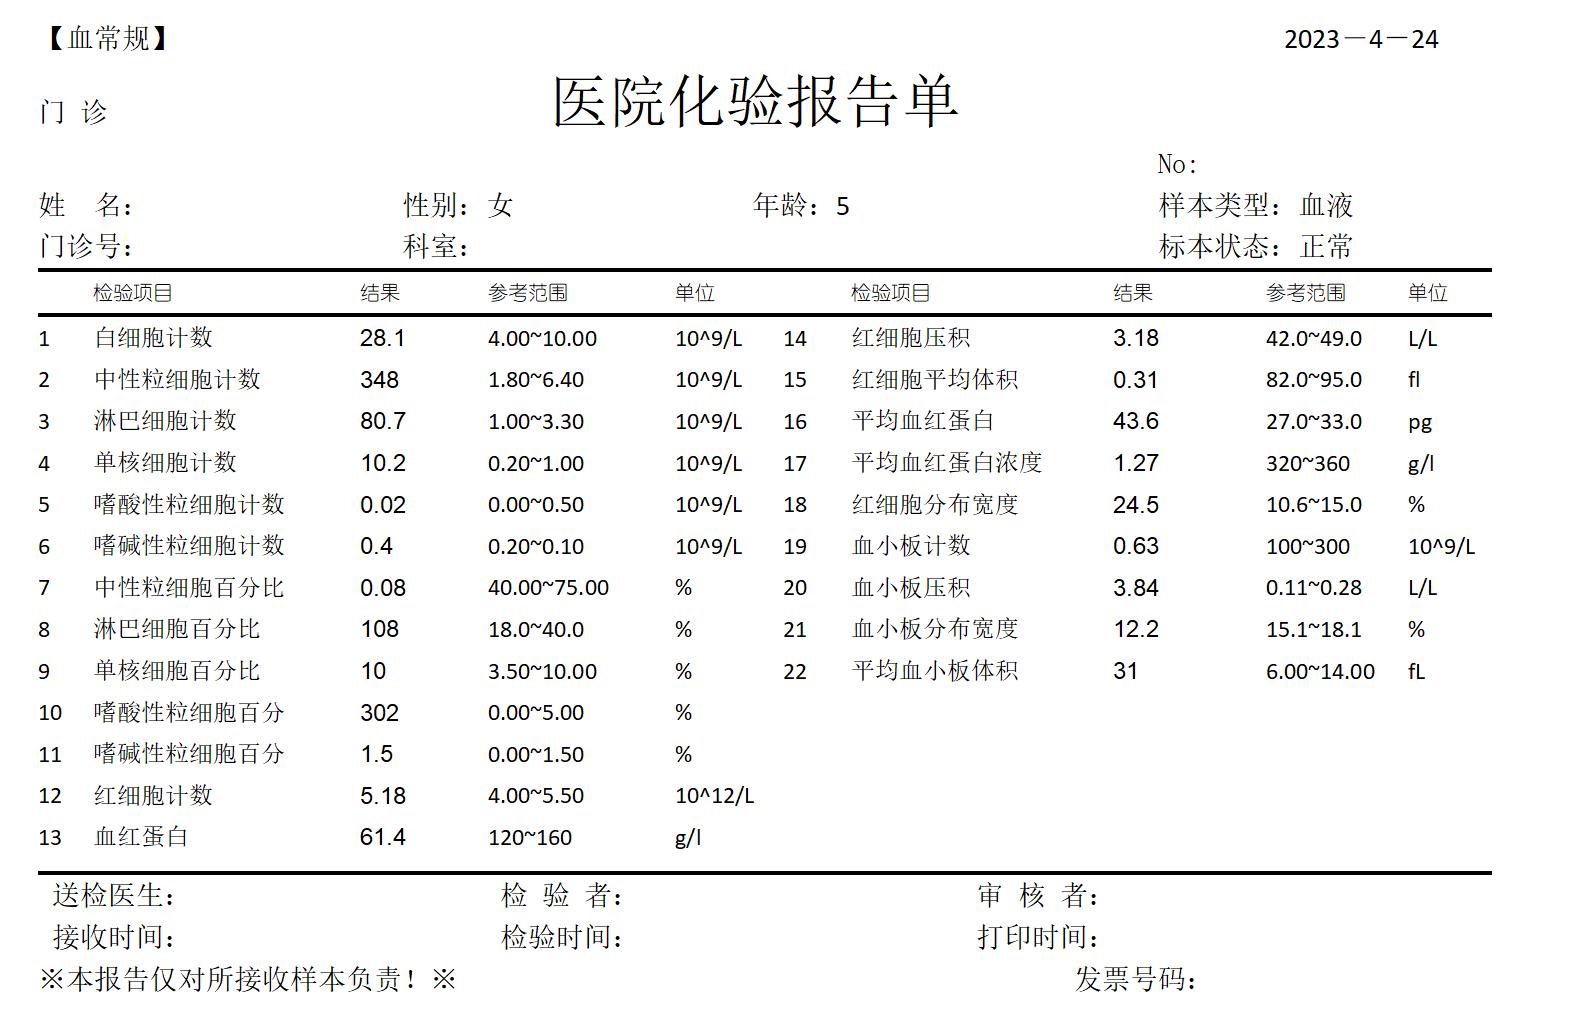 【血常规】 2023－4－24
门 诊 医院化验报告单
No:
姓 名： 性别：女 年龄：5 样本类型：血液
门诊号： 科室： 标本状态：正常
检验项目 结果 参考范围 单位 检验项目 结果 参考范围 单位
1 白细胞计数 28.1 4.00~10.00 10^9/L 14 红细胞压积 3.18 42.0~49.0 L/L
2 中性粒细胞计数 348 1.80~6.40 10^9/L 15 红细胞平均体积 0.31 82.0~95.0 fl
3 淋巴细胞计数 80.7 1.00~3.30 10^9/L 16 平均血红蛋白 43.6 27.0~33.0 pg
4 单核细胞计数 10.2 0.20~1.00 10^9/L 17 平均血红蛋白浓度 1.27 320~360 g/l
5 嗜酸性粒细胞计数 0.02 0.00~0.50 10^9/L 18 红细胞分布宽度 24.5 10.6~15.0 %
6 嗜碱性粒细胞计数 0.4 0.20~0.10 10^9/L 19 血小板计数 0.63 100~300 10^9/L
7 中性粒细胞百分比 0.08 40.00~75.00 % 20 血小板压积 3.84 0.11~0.28 L/L
8 淋巴细胞百分比 108 18.0~40.0 % 21 血小板分布宽度 12.2 15.1~18.1 %
9 单核细胞百分比 10 3.50~10.00 % 22 平均血小板体积 31 6.00~14.00 fL
10 嗜酸性粒细胞百分 302 0.00~5.00 %
11 嗜碱性粒细胞百分 1.5 0.00~1.50 %
12 红细胞计数 5.18 4.00~5.50 10^12/L
13 血红蛋白 61.4 120~160 g/l
送检医生： 检 验 者： 审 核 者：
接收时间： 检验时间： 打印时间：
※本报告仅对所接收样本负责！※ 发票号码：